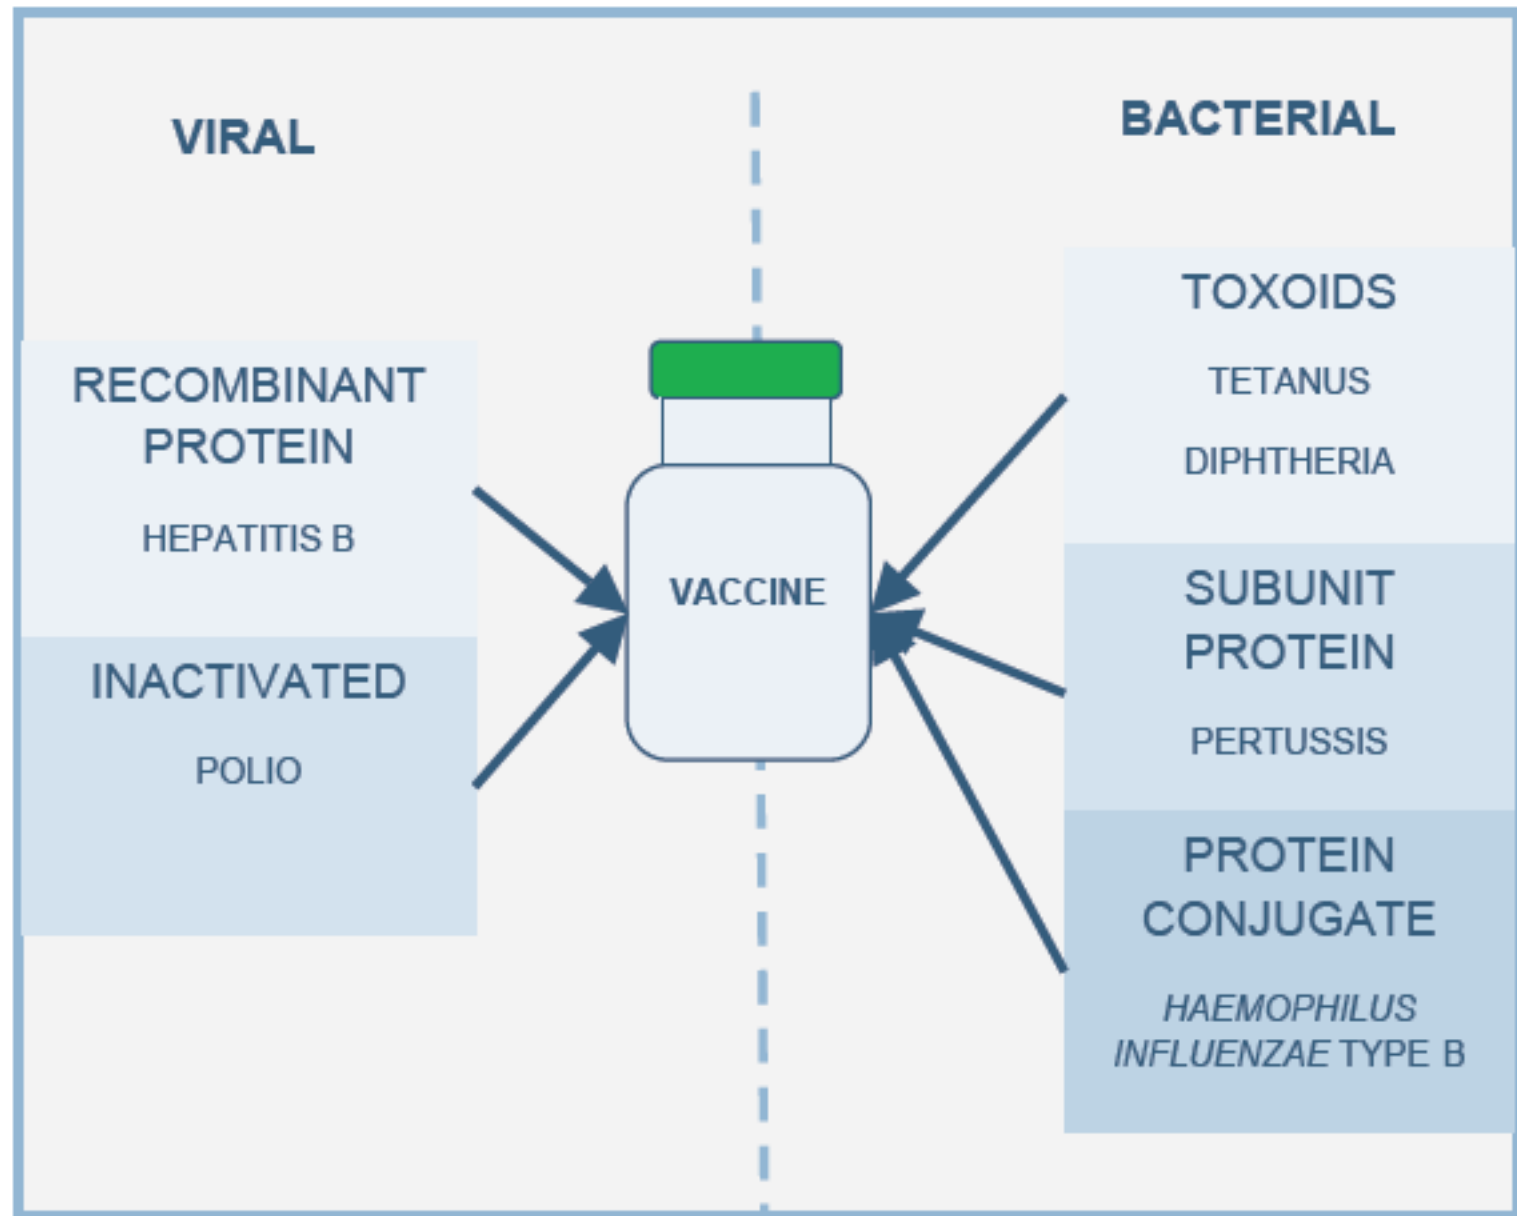 VIRAL
BACTERIAL
RECOMBINANT
PROTEIN
HEPATITIS B
INACTIVATED
POLIO
VACCINE
TOXOIDS
TETANUS
DIPHTHERIA
SUBUNIT
PROTEIN
PERTUSSIS
PROTEIN
CONJUGATE
HAEMOPHILUS
INFLUENZAE TYPE B